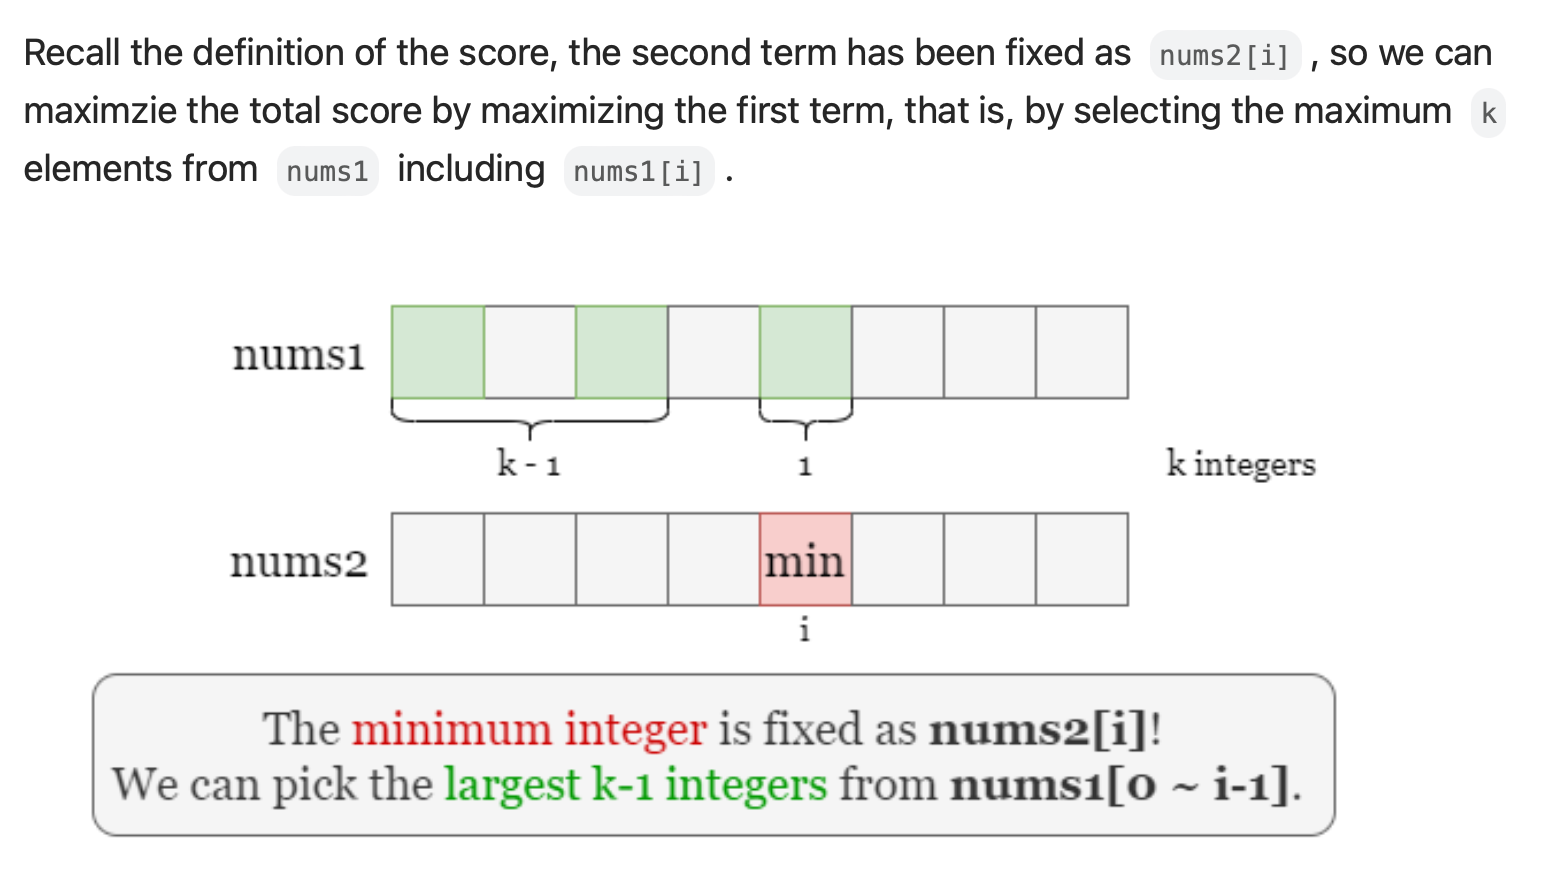 Recall the definition of the score, the second term has been fixed as nums2[i] , so we can
maximzie the total score by maximizing the first term, that is, by selecting the maximum k
elements from nums1 including nums1[i] .
nums1
k - 1
1
k integers
nums2
min
i
The minimum integer is fixed as nums2[i]!
We can pick the largest k-1 integers from nums1[0 ~ i-1].